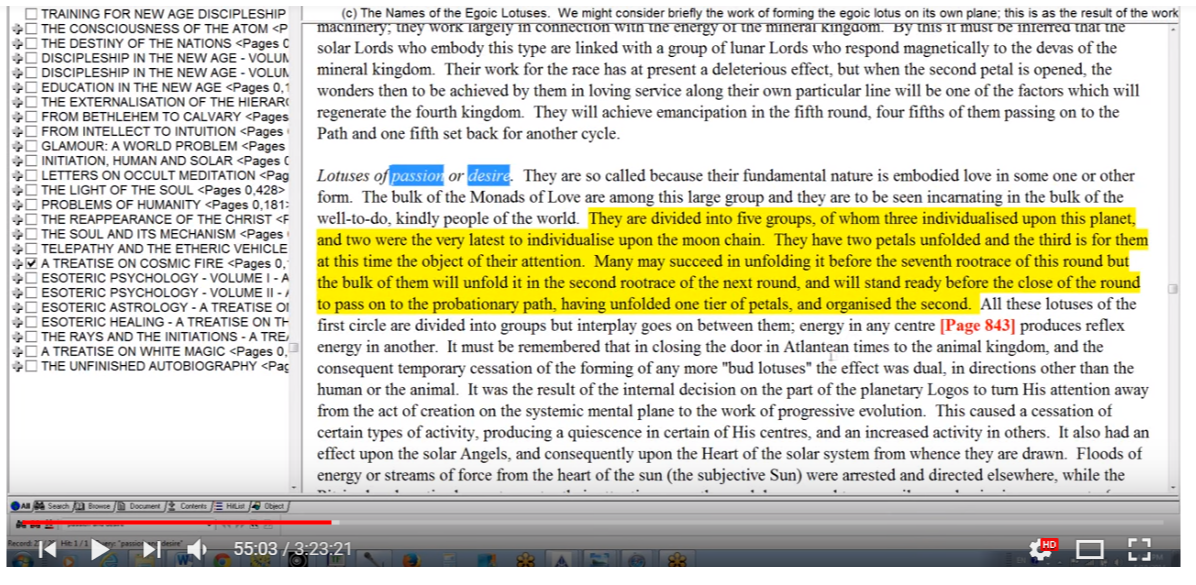 TRAINING FOR NEW AGE DISCIPLESHIP
THE CONSCIOUSNESS OF THE ATOM <P
THE DESTINY OF THE NATIONS <Pages 0
DISCIPLESHIP IN THE NEW AGE - VOLUM
DISCIPLESHIP IN THE NEW AGE - VOLUM
EDUCATION IN THE NEW AGE <Pages 0,1
THE EXTERNALISATION OF THE HIERAR
FROM BETHLEHEM TO CALVARY <Pages
FROM INTELLECT TO INTUITION <Pages
GLAMOUR: A WORLD PROBLEM <Pages
INITIATION, HUMAN AND SOLAR <Pages 0
LETTERS ON OCCULT MEDITATION <Pag
THE LIGHT OF THE SOUL <Pages 0,428>
PROBLEMS OF HUMANITY <Pages 0,181>
THE REAPPEARANCE OF THE CHRIST <P
THE SOUL AND ITS MECHANISM <Pages
TELEPATHY AND THE ETHERIC VEHICLE
A TREATISE ON COSMIC FIRE <Pages 0,
ESOTERIC PSYCHOLOGY - VOLUME I - A
ESOTERIC PSYCHOLOGY - VOLUME II - A
ESOTERIC ASTROLOGY - A TREATISE O
ESOTERIC HEALING - A TREATISE ON TH
THE RAYS AND THE INITIATIONS - A TREA
A TREATISE ON WHITE MAGIC <Pages 0,
THE UNFINISHED AUTOBIOGRAPHY <Pag
(c) The Names of the Egoic Lotuses. We might consider briefly the work of forming the egoic lotus on its own plane; this is as the result of the work
machinery; they work largely in connection with the energy of the mineral kingdom. By this it must be inferred that the
solar Lords who embody this type are linked with a group of lunar Lords who respond magnetically to the devas of the
mineral kingdom. Their work for the race has at present a deleterious effect, but when the second petal is opened, the
wonders then to be achieved by them in loving service along their own particular line will be one of the factors which will
regenerate the fourth kingdom. They will achieve emancipation in the fifth round, four fifths of them passing on to the
Path and one fifth set back for another cycle.
Lotuses of passion or desire. They are so called because their fundamental nature is embodied love in some one or other
form. The bulk of the Monads of Love are among this large group and they are to be seen incarnating in the bulk of the
well-to-do, kindly people of the world. They are divided into five groups, of whom three individualised upon this planet,
and two were the very latest to individualise upon the moon chain. They have two petals unfolded and the third is for them
at this time the object of their attention. Many may succeed in unfolding it before the seventh rootrace of this round but
the bulk of them will unfold it in the second rootrace of the next round, and will stand ready before the close of the round
to pass on to the probationary path, having unfolded one tier of petals, and organised the second. All these lotuses of the
first circle are divided into groups but interplay goes on between them; energy in any centre [Page 843] produces reflex
energy in another. It must be remembered that in closing the door in Atlantean times to the animal kingdom, and the
consequent temporary cessation of the forming of any more "bud lotuses" the effect was dual, in directions other than the
human or the animal. It was the result of the internal decision on the part of the planetary Logos to turn His attention away
from the act of creation on the systemic mental plane to the work of progressive evolution. This caused a cessation of
certain types of activity, producing a quiescence in certain of His centres, and an increased activity in others. It also had an
effect upon the solar Angels, and consequently upon the Heart of the solar system from whence they are drawn. Floods of
energy or streams of force from the heart of the sun (the subjective Sun) were arrested and directed elsewhere, while the
All Search Browse Document Contents HitList Object
55:03 / 3:23:21
HD